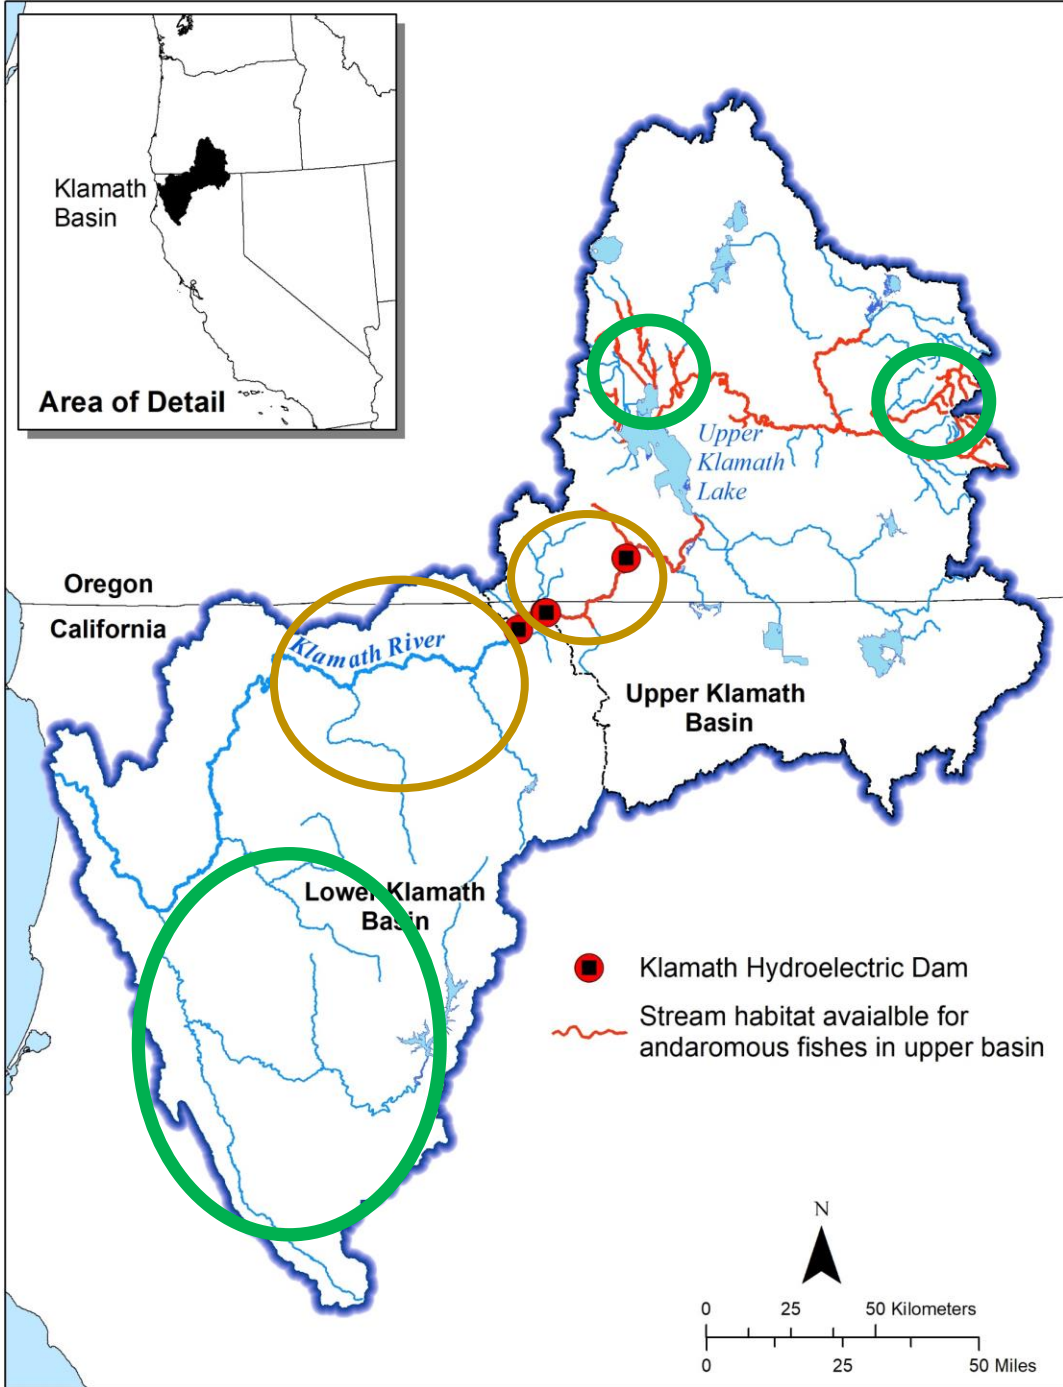 Klamath
Basin
Area of Detail
Upper
Klamath
Lake
Oregon
California
Klamath River
Upper Klamath
Basin
Lower Klamath
Basin
Klamath Hydroelectric Dam
Stream habitat avaialble for
andaromous fishes in upper basin
N
0 25 50 Kilometers
0 25 50 Miles